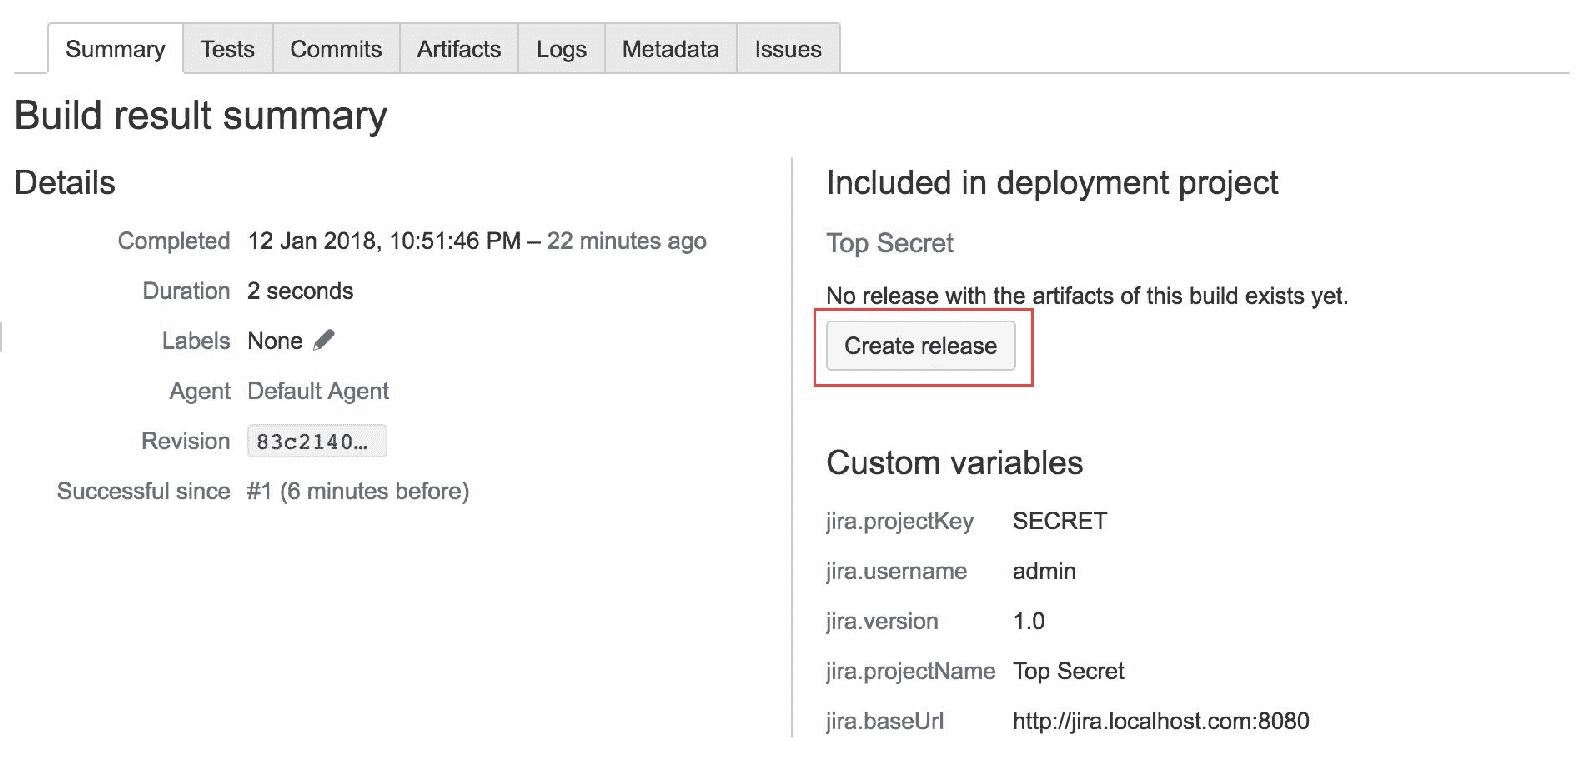 Summary
Tests
Commits
Artifacts
Logs
Metadata
Issues
Build result summary
Details
Completed 12 Jan 2018, 10:51:46 PM – 22 minutes ago
Duration 2 seconds
Labels None
Agent Default Agent
Revision 83c2140…
Successful since #1 (6 minutes before)
Included in deployment project
Top Secret
No release with the artifacts of this build exists yet.
Create release
Custom variables
jira.projectKey SECRET
jira.username admin
jira.version 1.0
jira.projectName Top Secret
jira.baseUrl http://jira.localhost.com:8080